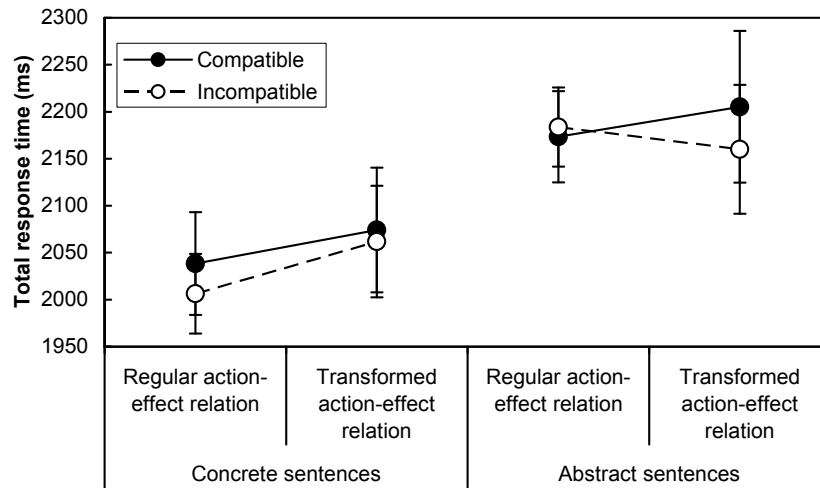 2300
2250
2200
2150
2100
2050
2000
1950
Total response time (ms)
Compatible
Incompatible
Regular action-
effect relation
Transformed
action-effect
relation
Regular action-
effect relation
Transformed
action-effect
relation
Concrete sentences
Abstract sentences